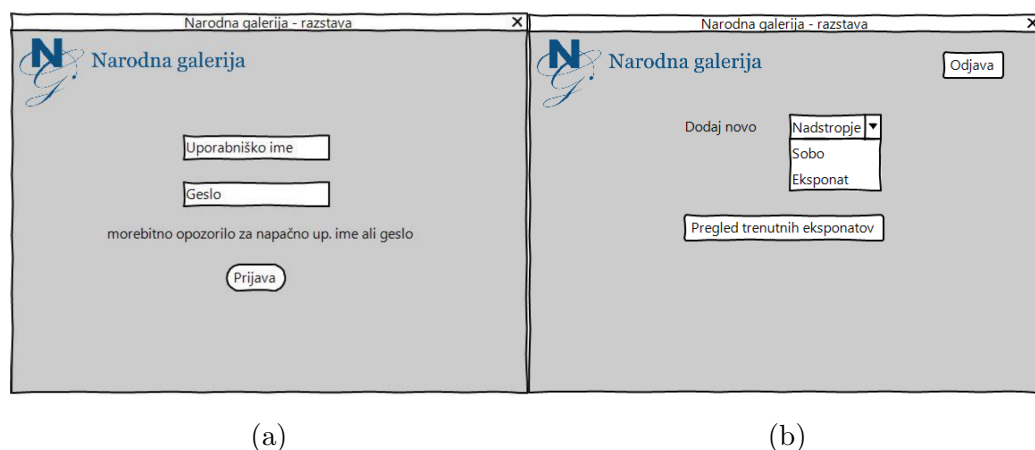 Narodna galerija - razstava
N
G.
Narodna galerija
Uporabniško ime
Geslo
morebitno opozorilo za napačno up. ime ali geslo
Prijava
(a)
Narodna galerija - razstava
N
G.
Narodna galerija
Odjava
Dodaj novo Nadstropje
Sobo
Eksponat
Pregled trenutnih eksponatov
(b)